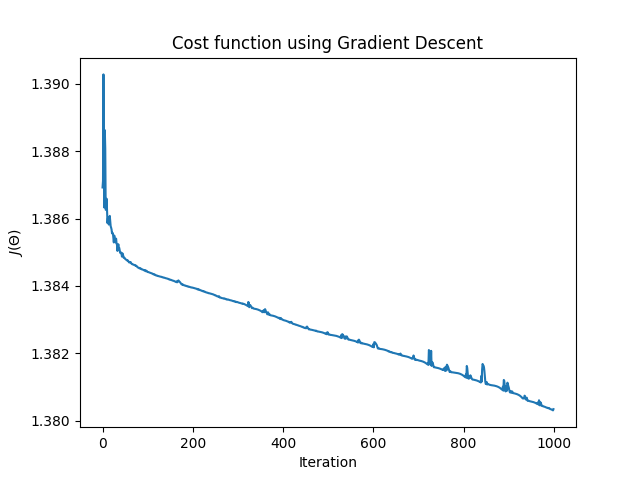 Cost function using Gradient Descent
1.390
1.388
1.386
1.384
1.382
1.380
J(Θ)
0 200 400 600 800 1000
Iteration